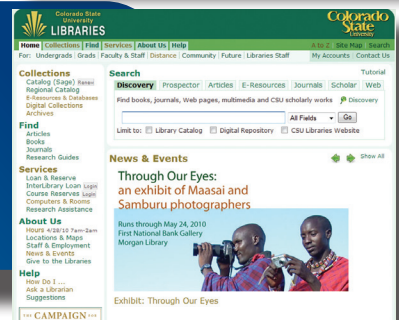 Colorado State
University
LIBRARIES
Colorado
State
University
Home Collections Find Services About Us Help
A to Z Site Map Search
For: Undergrads Grads Faculty & Staff Distance Community Future Libraries Staff
My Accounts Contact Us
Collections
Catalog (Sage) Renew
Regional Catalog
E-Resources & Databases
Digital Collections
Archives
Find
Articles
Books
Journals
Research Guides
Services
Loan & Reserve
InterLibrary Loan Login
Course Reserves Login
Computers & Rooms
Research Assistance
About Us
Hours 4/28/10 7am-2am
Locations & Maps
Staff & Employment
News & Events
Give to the Libraries
Help
How Do I ...
Ask a Librarian
Suggestions
CAMPAIGN
Search
Tutorial
Discovery Prospector Articles E-Resources Journals Scholar Web
Find books, journals, Web pages, multimedia and CSU scholarly works Discovery
All Fields Go
Limit to: Library Catalog Digital Repository CSU Libraries Website
News & Events
Show All
Through Our Eyes:
an exhibit of Maasai and
Samburu photographers
Runs through May 24, 2010
First National Bank Gallery
Morgan Library
Exhibit: Through Our Eyes